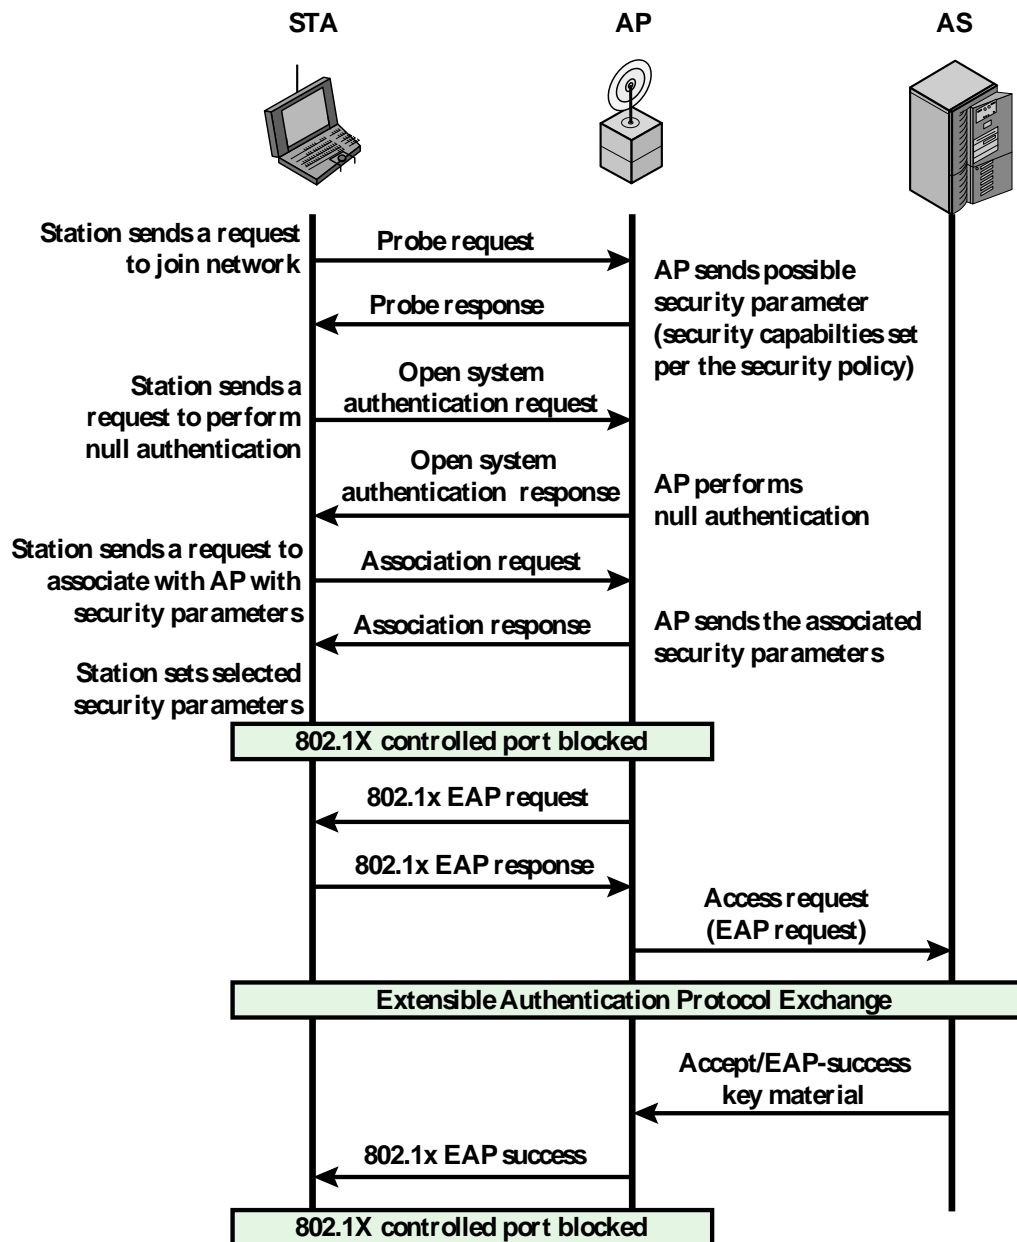 STA
AP
AS
Station sends a request
to join network
Probe request
AP sends possible
security parameter
(security capabilties set
per the security policy)
Probe response
Station sends a
request to perform
null authentication
Open system
authentication request
Open system
authentication response
AP performs
null authentication
Station sends a request to
associate with AP with
security parameters
Association request
Association response
AP sends the associated
security parameters
Station sets selected
security parameters
802.1X controlled port blocked
802.1x EAP request
802.1x EAP response
Access request
(EAP request)
Extensible Authentication Protocol Exchange
Accept/EAP-success
key material
802.1x EAP success
802.1X controlled port blocked